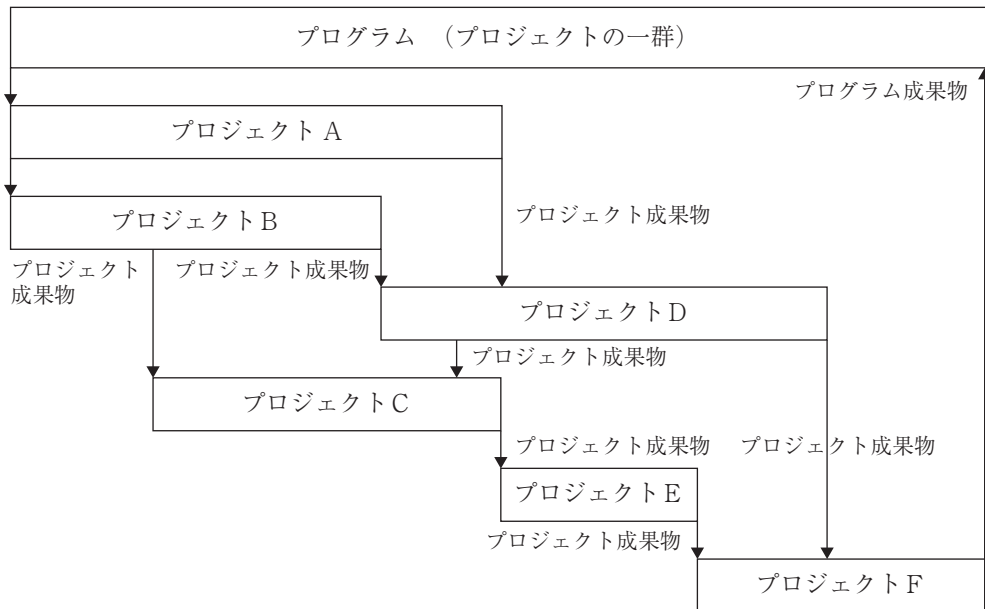 プログラム （プロジェクトの一群）
プログラム成果物
プロジェクト A
プロジェクトB
プロジェクト成果物
プロジェクト
成果物
プロジェクト成果物
プロジェクトD
プロジェクト成果物
プロジェクトC
プロジェクト成果物
プロジェクト成果物
プロジェクトE
プロジェクト成果物
プロジェクトF